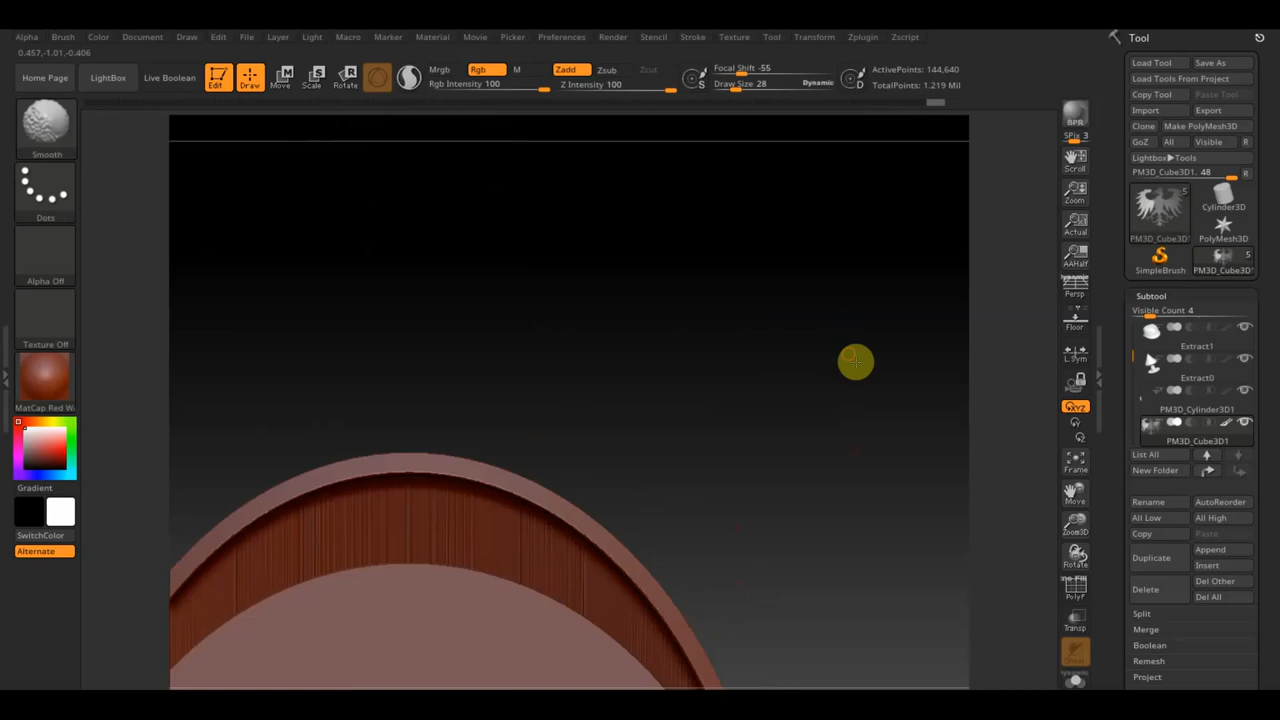 Alpha Brush Color Document Draw Edit File Layer Light Macro Marker Material Movie Picker Preferences Render Stencil Stroke Texture Tool Transform Zplugin Zscript
Tool
0.457,-1.01,-0.406
Home Page
LightBox
Live Boolean
Edit
Draw
Move
Scale
Rotate
Mrgb
Rgb
M
Rgb Intensity 100
Zadd
Zsub
Zcut
Z Intensity 100
S
Focal Shift -55
Draw Size 28
Dynamic
D
ActivePoints: 144,640
TotalPoints: 1.219 Mil
Smooth
Dots
Alpha Off
Texture Off
MatCap Red W
Gradient
SwitchColor
Alternate
BPR
SPix 3
Scroll
Zoom
Actual
AAHalf
Persp
Floor
L.Sym
XYZ
Frame
Move
Zoom3D
Rotate
PolyF
Transp
Load Tool
Save As
Load Tools From Project
Copy Tool
Paste Tool
Import
Export
Clone
Make PolyMesh3D
GoZ
All
Visible
R
Lightbox▶Tools
PM3D_Cube3D1. 48
R
5
Cylinder3D
PM3D_Cube3D1
PolyMesh3D
SimpleBrush
5
PM3D_Cube3D1
Subtool
Visible Count 4
Extract1
Extract0
PM3D_Cylinder3D1
PM3D_Cube3D1
List All
New Folder
Rename
AutoReorder
All Low
All High
Copy
Paste
Duplicate
Append
Insert
Delete
Del Other
Del All
Split
Merge
Boolean
Remesh
Project